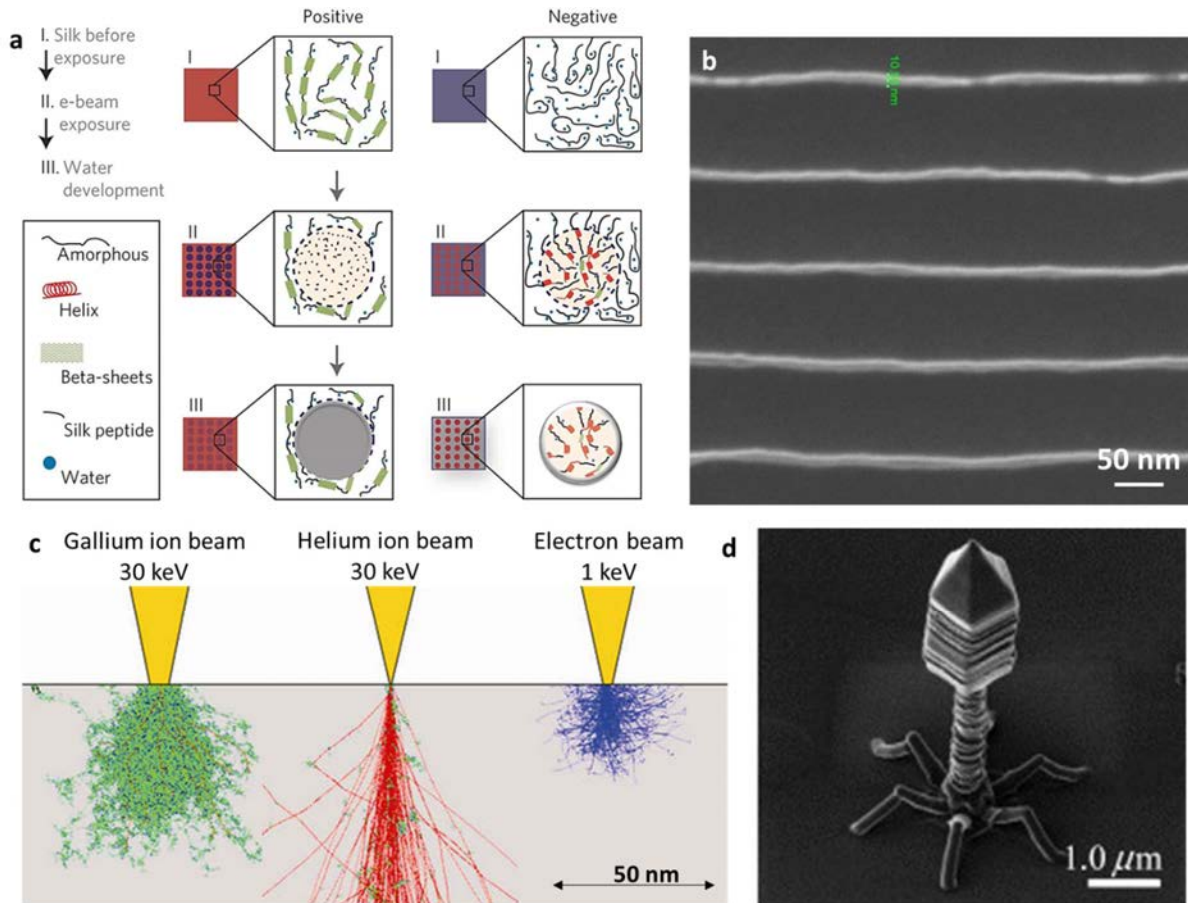 a
I. Silk before
exposure
II. e-beam
exposure
III. Water
development
Amorphous
Helix
Beta-sheets
Silk peptide
Water
Positive
I
II
III
Negative
I
II
III
b
nm
50 nm
c
Gallium ion beam
30 keV
Helium ion beam
30 keV
Electron beam
1 keV
50 nm
d
1.0 μm